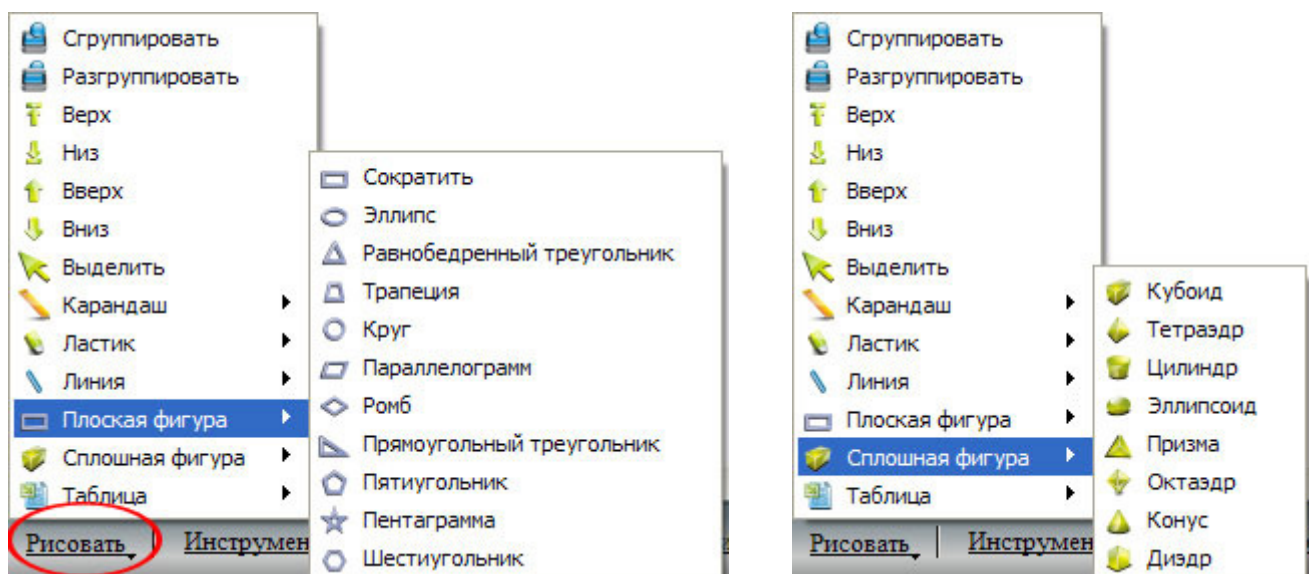 Сгруппировать
Разгруппировать
Верх
Низ
Вверх
Вниз
Выделить
Карандаш
Ластик
Линия
Плоская фигура
Сплошная фигура
Таблица
Рисовать
Инструмен
Сократить
Эллипс
Равнобедренный треугольник
Трапеция
Круг
Параллелограмм
Ромб
Прямоугольный треугольник
Пятиугольник
Пентаграмма
Шестиугольник
Сгруппировать
Разгруппировать
Верх
Низ
Вверх
Вниз
Выделить
Карандаш
Ластик
Линия
Плоская фигура
Сплошная фигура
Таблица
Рисовать
Инструмен
Кубоид
Тетраэдр
Цилиндр
Эллипсоид
Призма
Октаэдр
Конус
Диэдр